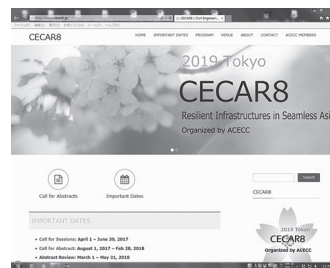 CECAR8 | Civil Engineeri...
CECAR8
HOME
IMPORTANT DATES
PROGRAM
VENUE
ABOUT
CONTACT
ACECC MEMBERS
2019 Tokyo
CECAR8
Resilient Infrastructures in Seamless Asi
Organized by ACECC
Call for Abstracts
Important Dates
Search
CECAR8
IMPORTANT DATES
• Call for Sessions: April 1 – June 30, 2017
• Call for Abstract: August 1, 2017 – Feb 28, 2018
• Abstract Review: March 1 – May 31, 2018
2019 Tokyo
CECAR8
Organized by ACECC